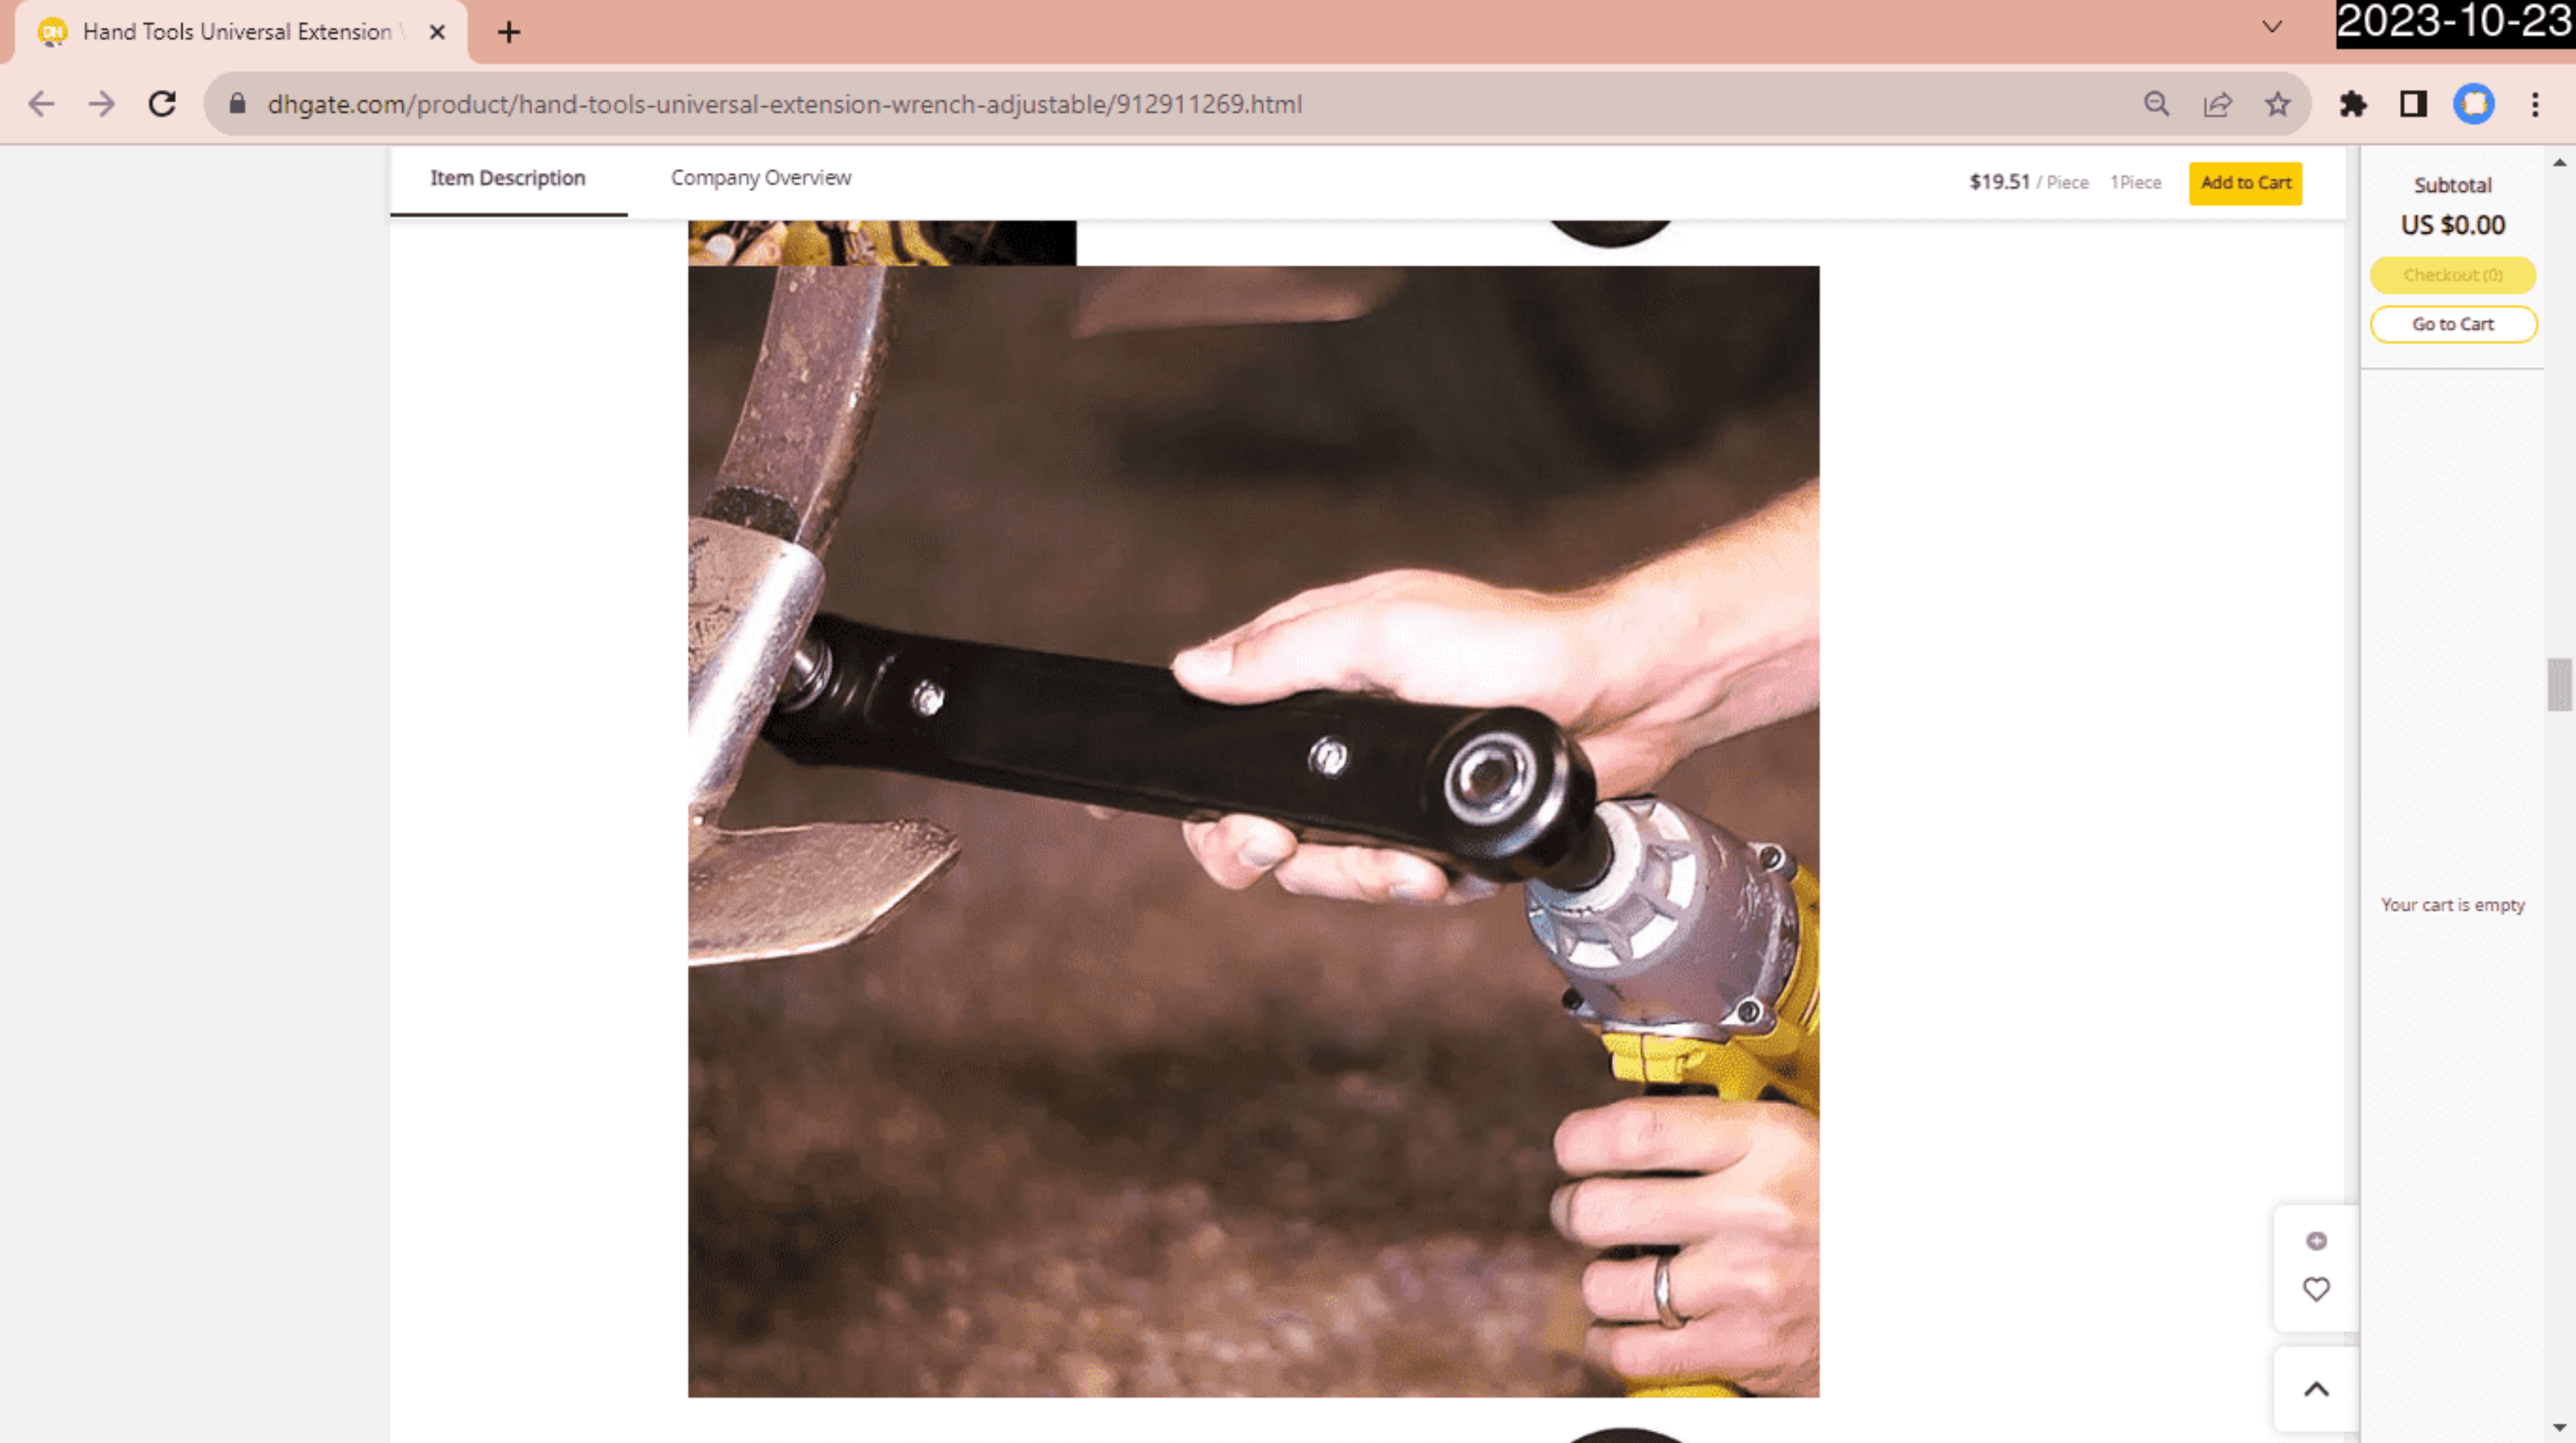 Hand Tools Universal Extension
2023-10-23
dhgate.com/product/hand-tools-universal-extension-wrench-adjustable/912911269.html
Item Description
Company Overview
$19.51 / Piece 1Piece
Add to Cart
Subtotal
US $0.00
Checkout (0)
Go to Cart
Your cart is empty